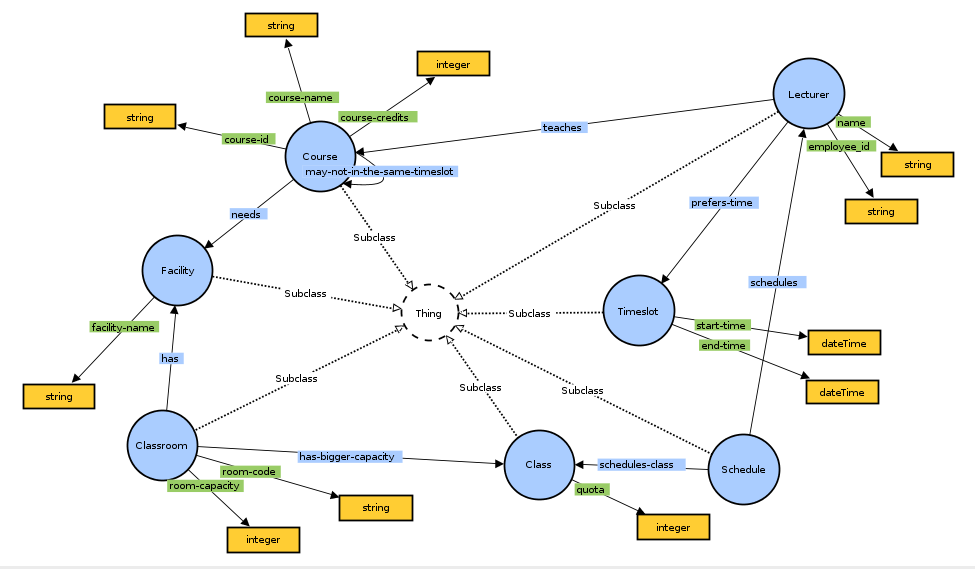 string
integer
Lecturer
course-name
course-credits
string
name
teaches
course-id
employee_id
Course
string
may-not-in-the-same-timeslot
prefers-time
Subclass
string
needs
Subclass
Facility
schedules
Subclass
Thing
Subclass
Timeslot
start-time
facility-name
dateTime
end-time
has
Subclass
Subclass
Subclass
dateTime
string
Classroom
has-bigger-capacity
Class
schedules-class
Schedule
room-code
room-capacity
quota
string
integer
integer